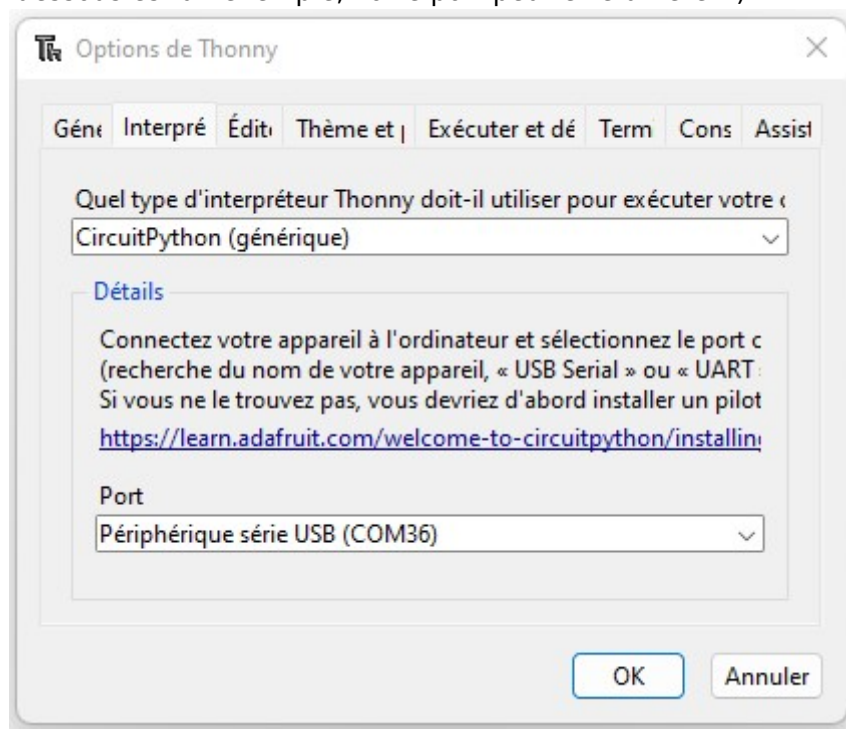 Options de Thonny
Géné Interpré Édit Thème et Exécuter et dé Term Cons Assist
Quel type d'interpréteur Thonny doit-il utiliser pour exécuter votre
CircuitPython (générique)
Détails
Connectez votre appareil à l'ordinateur et sélectionnez le port c
(recherche du nom de votre appareil, « USB Serial » ou « UART
Si vous ne le trouvez pas, vous devriez d'abord installer un pilot
https://learn.adafruit.com/welcome-to-circuitpython/installin
Port
Périphérique série USB (COM36)
OK Annuler